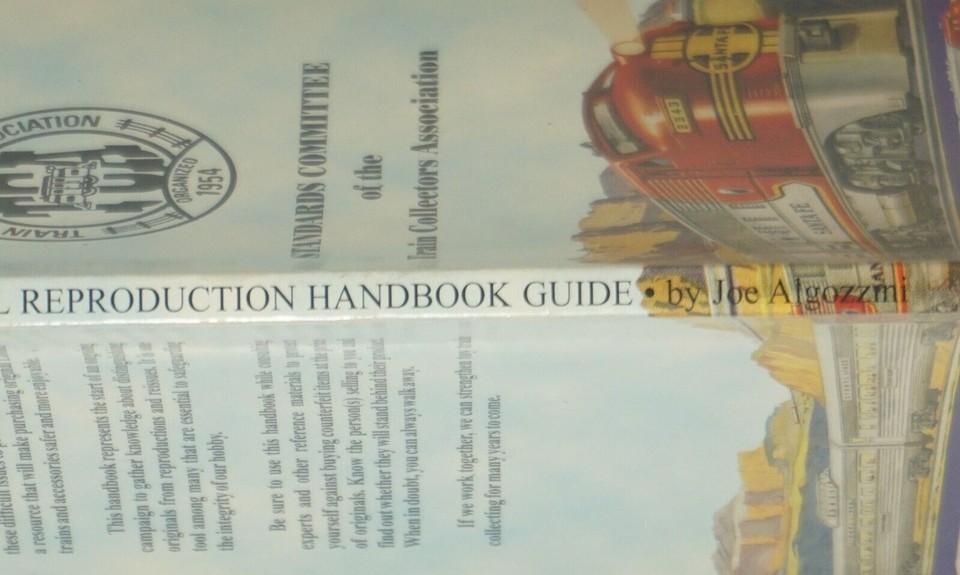 L REPRODUCTION HANDBOOK GUIDE • by Joe Algozzini
STANDARDS COMMITTEE
of the
Train Collectors Association
TRAIN
ASSOCIATION
ORGANIZED
1954
SANTA FE
2343
SANTA FE
these difficult issues to
a resource that will make purchasing original
trains and accessories safer and more enjoyable.
This handbook represents the start of an ongoing
campaign to gather knowledge about distinguishing
originals from reproductions and reissues. It is one
tool among many that are essential to safeguarding
the integrity of our hobby.
Be sure to use this handbook while consulting
experts and other reference materials to protect
yourself against buying counterfeit items at the price
of originals. Know the person(s) selling to you and
find out whether they will stand behind their product.
When in doubt, you can always walk away.
If we work together, we can strengthen
collecting for many years to come.